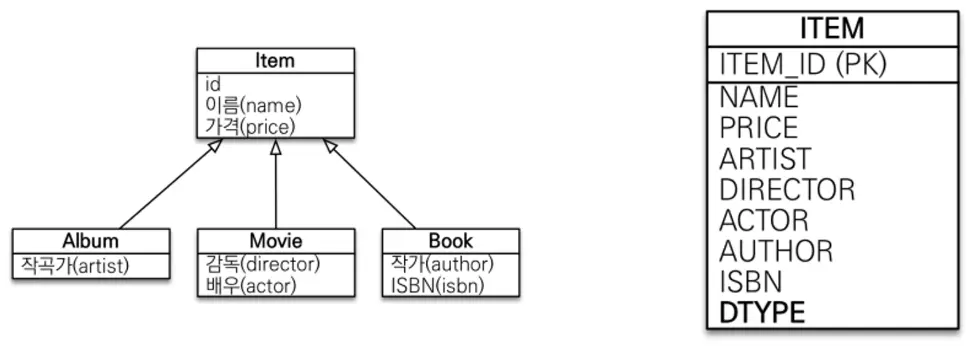 Item
id
이름(name)
가격(price)
Album
작곡가(artist)
Movie
감독(director)
배우(actor)
Book
작가(author)
ISBN(isbn)
ITEM
ITEM_ID (PK)
NAME
PRICE
ARTIST
DIRECTOR
ACTOR
AUTHOR
ISBN
DTYPE